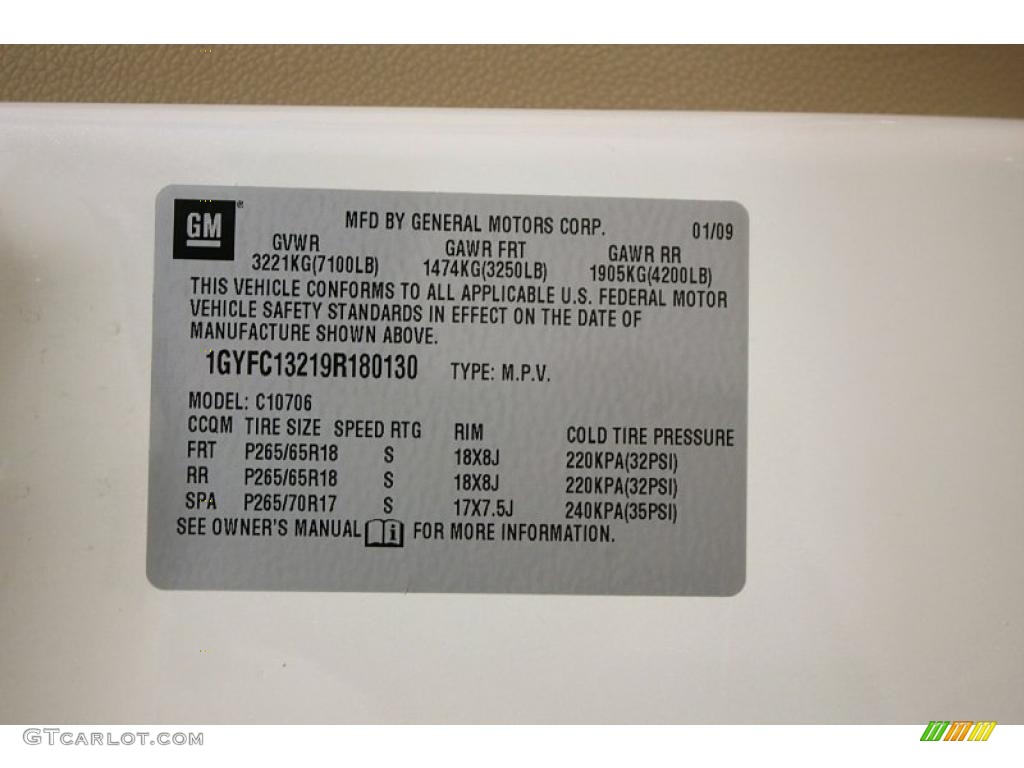 GM® MFD BY GENERAL MOTORS CORP. 01/09
GVWR GAWR FRT GAWR RR
3221KG(7100LB) 1474KG(3250LB) 1905KG(4200LB)
THIS VEHICLE CONFORMS TO ALL APPLICABLE U.S. FEDERAL MOTOR
VEHICLE SAFETY STANDARDS IN EFFECT ON THE DATE OF
MANUFACTURE SHOWN ABOVE.
1GYFC13219R180130 TYPE: M.P.V.
MODEL: C10706
CCQM TIRE SIZE SPEED RTG RIM COLD TIRE PRESSURE
FRT P265/65R18 S 18X8J 220KPA(32PSI)
RR P265/65R18 S 18X8J 220KPA(32PSI)
SPA P265/70R17 S 17X7.5J 240KPA(35PSI)
SEE OWNER'S MANUAL i FOR MORE INFORMATION.
GTCARLOT.COM